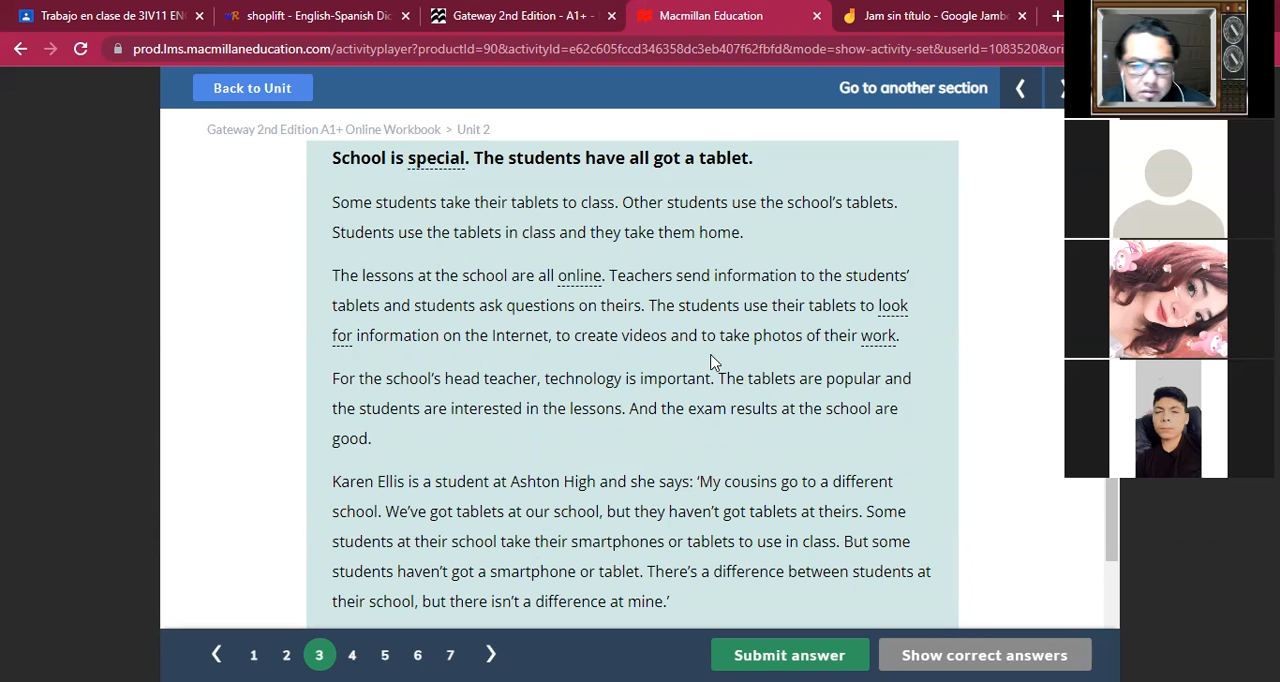 Trabajo en clase de 3IV11 EN
shoplift - English-Spanish Dic
Gateway 2nd Edition - A1+ -
Macmillan Education
Jam sin título - Google Jamb
prod.lms.macmillaneducation.com/activityplayer?productId=90&activityId=e62c605fccd346358dc3eb407f62fbfd&mode=show-activity-set&userId=1083520&ori
Back to Unit
Go to another section
Gateway 2nd Edition A1+ Online Workbook > Unit 2
School is special. The students have all got a tablet.
Some students take their tablets to class. Other students use the school’s tablets.
Students use the tablets in class and they take them home.
The lessons at the school are all online. Teachers send information to the students’
tablets and students ask questions on theirs. The students use their tablets to look
for information on the Internet, to create videos and to take photos of their work.
For the school’s head teacher, technology is important. The tablets are popular and
the students are interested in the lessons. And the exam results at the school are
good.
Karen Ellis is a student at Ashton High and she says: ‘My cousins go to a different
school. We’ve got tablets at our school, but they haven’t got tablets at theirs. Some
students at their school take their smartphones or tablets to use in class. But some
students haven’t got a smartphone or tablet. There’s a difference between students at
their school, but there isn’t a difference at mine.’
1 2 3 4 5 6 7
Submit answer
Show correct answers